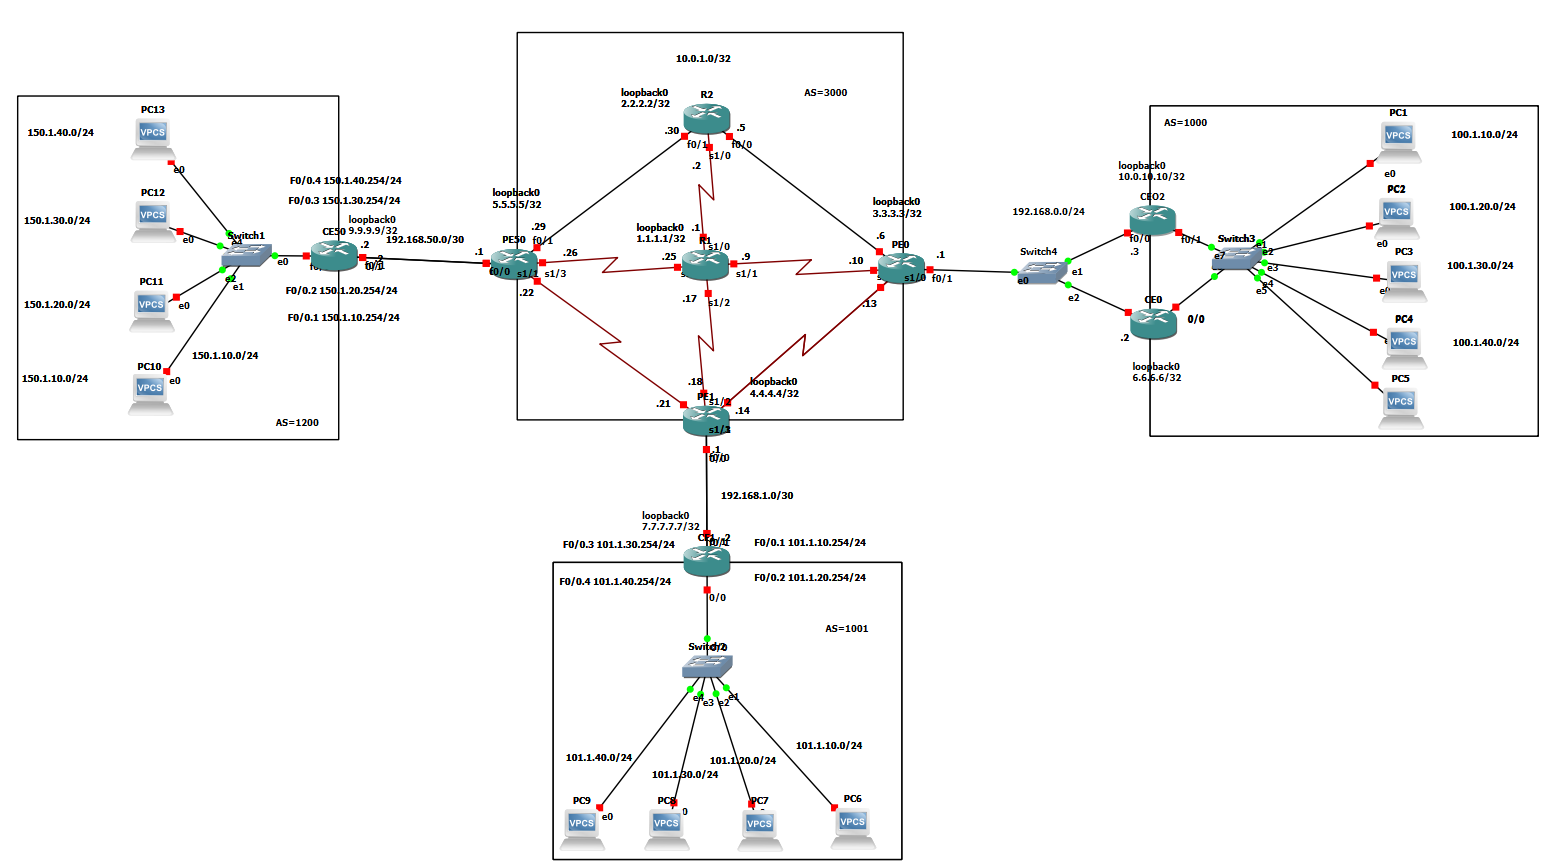 10.0.1.0/32
AS=3000
loopback0
2.2.2.2/32
R2
.30
.5
f0/1
f0/0
s1/0
.2
PC13
VPCS
e0
150.1.40.0/24
PC12
VPCS
e0
150.1.30.0/24
PC11
VPCS
e0
150.1.20.0/24
PC10
VPCS
e0
150.1.10.0/24
150.1.10.0/24
AS=1200
Switch1
e4
e2
e1
e0
F0/0.4 150.1.40.254/24
F0/0.3 150.1.30.254/24
loopback0
9.9.9.9/32
CE50
.2
.2
F0/0.2 150.1.20.254/24
F0/0.1 150.1.10.254/24
192.168.50.0/30
loopback0
5.5.5.5/32
PE50
.1
f0/0
s1/1
s1/3
.29
f0/1
.26
.22
loopback0
1.1.1.1/32
R1
.1
s1/0
.25
.9
s1/1
.17
s1/2
loopback0
3.3.3.3/32
PE0
.6
.10
s1/0
f0/1
.1
.13
.18
.21
.14
loopback0
4.4.4.4/32
PE1
.1
192.168.1.0/30
loopback0
7.7.7.7/32
.2
F0/0.3 101.1.30.254/24
F0/0.1 101.1.10.254/24
F0/0.4 101.1.40.254/24
F0/0.2 101.1.20.254/24
0/0
AS=1001
e4
e3
e2
e1
101.1.40.0/24
101.1.30.0/24
101.1.20.0/24
101.1.10.0/24
PC9
VPCS
e0
PC8
VPCS
PC7
VPCS
PC6
VPCS
192.168.0.0/24
Switch4
e0
e1
e2
AS=1000
loopback0
10.0.10.10/32
CEO2
f0/0
f0/1
.3
CE0
0/0
.2
loopback0
6.6.6.6/32
Switch3
e7
e1
e2
e3
e4
e5
PC1
VPCS
e0
100.1.10.0/24
PC2
VPCS
e0
100.1.20.0/24
PC3
VPCS
100.1.30.0/24
PC4
VPCS
100.1.40.0/24
PC5
VPCS